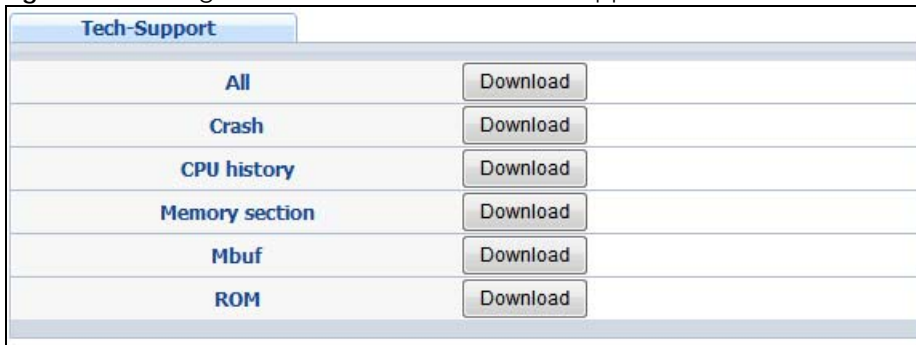 Tech-Support
All Download
Crash Download
CPU history Download
Memory section Download
Mbuf Download
ROM Download